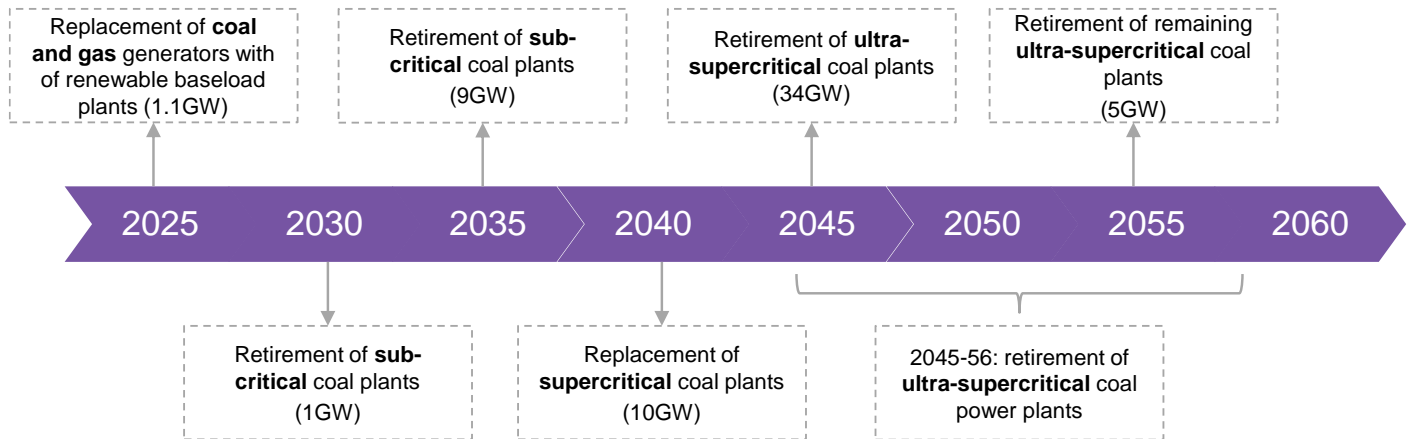 Replacement of coal
and gas generators with
of renewable baseload
plants (1.1GW)
Retirement of sub-
critical coal plants
(9GW)
Retirement of ultra-
supercritical coal plants
(34GW)
Retirement of remaining
ultra-supercritical coal
plants
(5GW)
2025 2030 2035 2040 2045 2050 2055 2060
Retirement of sub-
critical coal plants
(1GW)
Replacement of
supercritical coal plants
(10GW)
2045-56: retirement of
ultra-supercritical coal
power plants